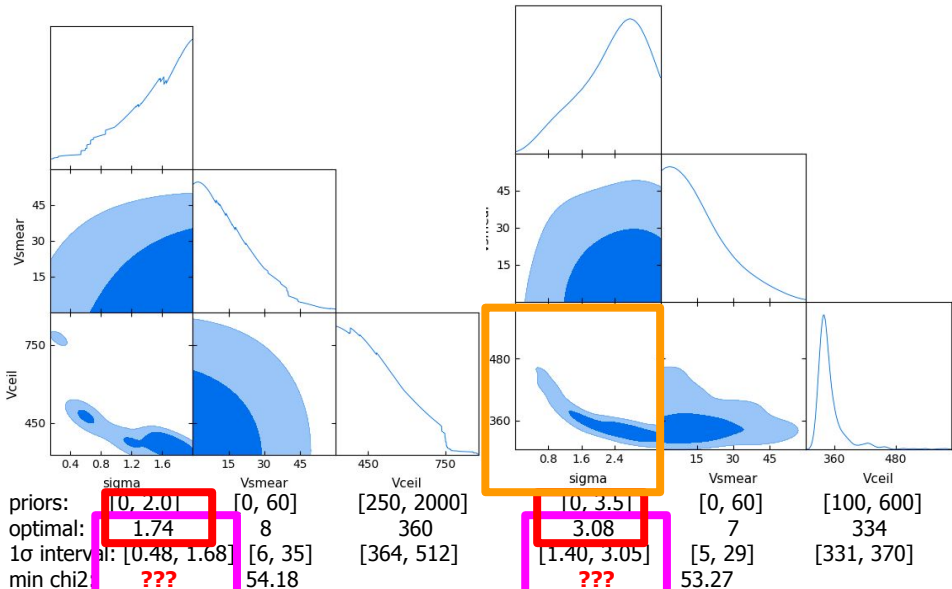 45
45
Vsmear
Vsmear
30
30
15
15
750
480
Vceil
450
360
0.4 0.8 1.2 1.6 15 30 45 450 750 0.8 1.6 2.4 15 30 45 360 480
sigma Vsmear Vceil sigma Vsmear Vceil
priors: [0, 2.0] [0, 60] [250, 2000] [0, 3.5] [0, 60] [100, 600]
optimal: 1.74 8 360 3.08 7 334
1σ interval: [0.48, 1.68] [6, 35] [364, 512] [1.40, 3.05] [5, 29] [331, 370]
min chi2: ??? 54.18 ??? 53.27